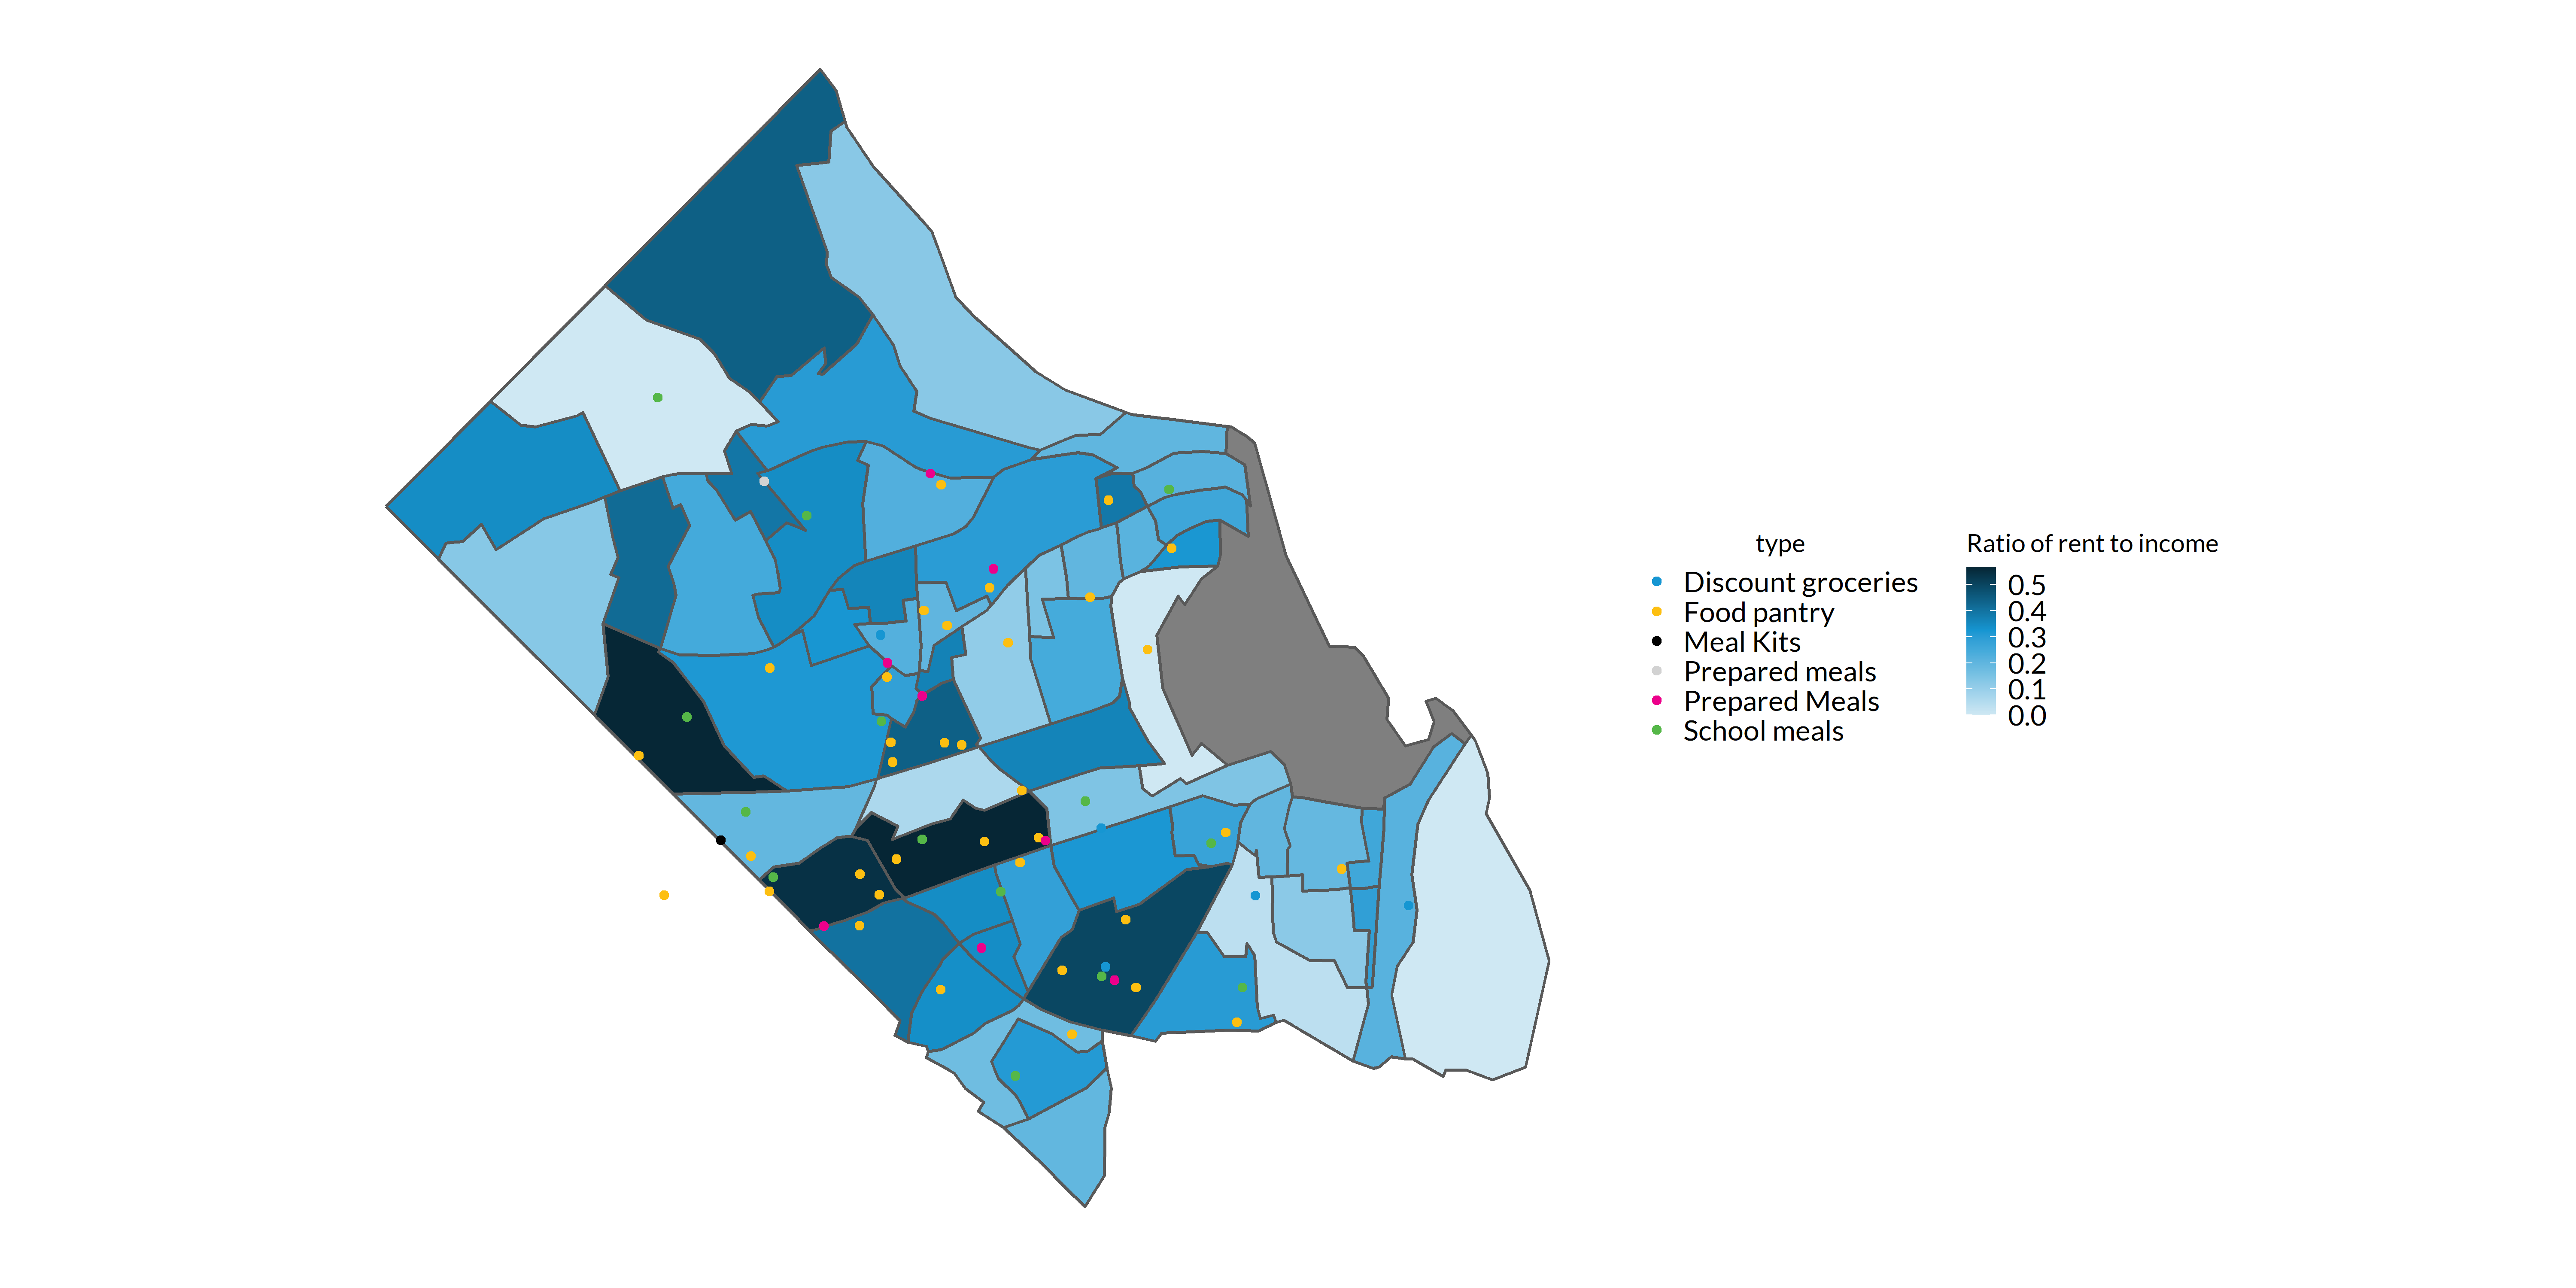 type
Discount groceries
Food pantry
Meal Kits
Prepared meals
Prepared Meals
School meals
Ratio of rent to income
0.5
0.4
0.3
0.2
0.1
0.0